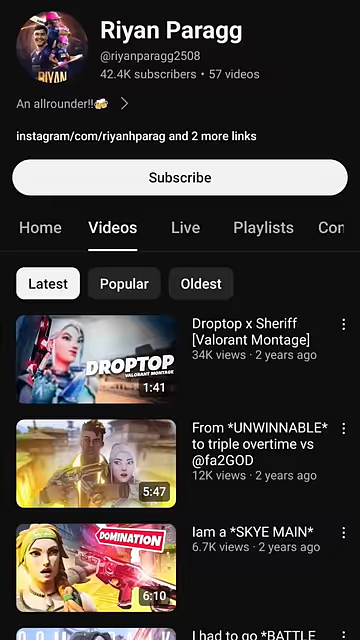 Riyan Paragg
@riyanparagg2508
42.4K subscribers • 57 videos
An allrounder!!🍻
instagram/com/riyanhparag and 2 more links
Subscribe
Home Videos Live Playlists Con
Latest Popular Oldest
RIYAN
DROPTOP
VALORANT MONTAGE
1:41
Droptop x Sheriff
[Valorant Montage]
34K views · 2 years ago
5:47
From *UNWINNABLE*
to triple overtime vs
@fa2GOD
12K views · 2 years ago
DOMINATION
6:10
Iam a *SKYE MAIN*
6.7K views · 2 years ago
I had to go *BATTLE